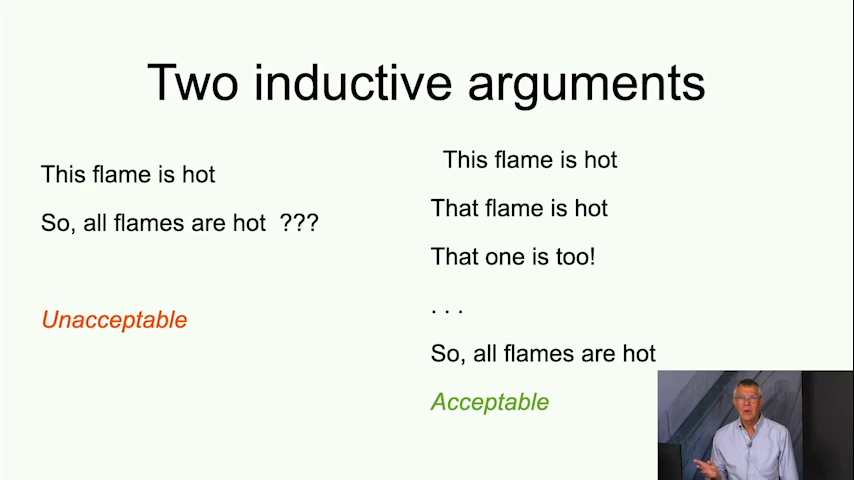 Two inductive arguments
This flame is hot
So, all flames are hot ???
Unacceptable
This flame is hot
That flame is hot
That one is too!
. . .
So, all flames are hot
Acceptable